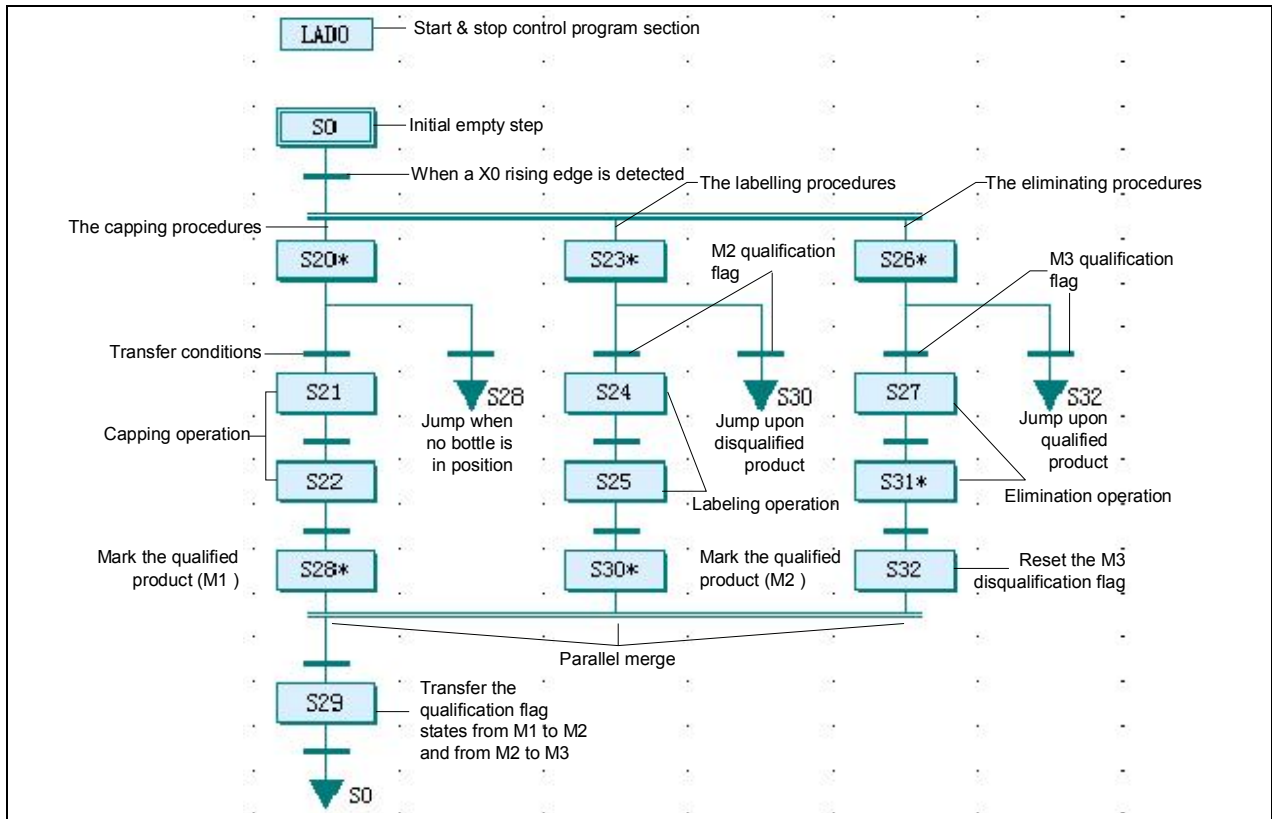 LAD0
Start & stop control program section
S0
Initial empty step
When a X0 rising edge is detected
The labelling procedures
The eliminating procedures
The capping procedures
S20*
S23*
M2 qualification
flag
S26*
M3 qualification
flag
Transfer conditions
S21
S28
Jump when
no bottle is
in position
S24
S30
Jump upon
disqualified
product
S27
S32
Jump upon
qualified
product
Capping operation
S22
S25
Labeling operation
S31*
Elimination operation
Mark the qualified
product (M1 )
S28*
S30*
Mark the qualified
product (M2 )
S32
Reset the M3
disqualification flag
Parallel merge
S29
Transfer the
qualification flag
states from M1 to M2
and from M2 to M3
S0